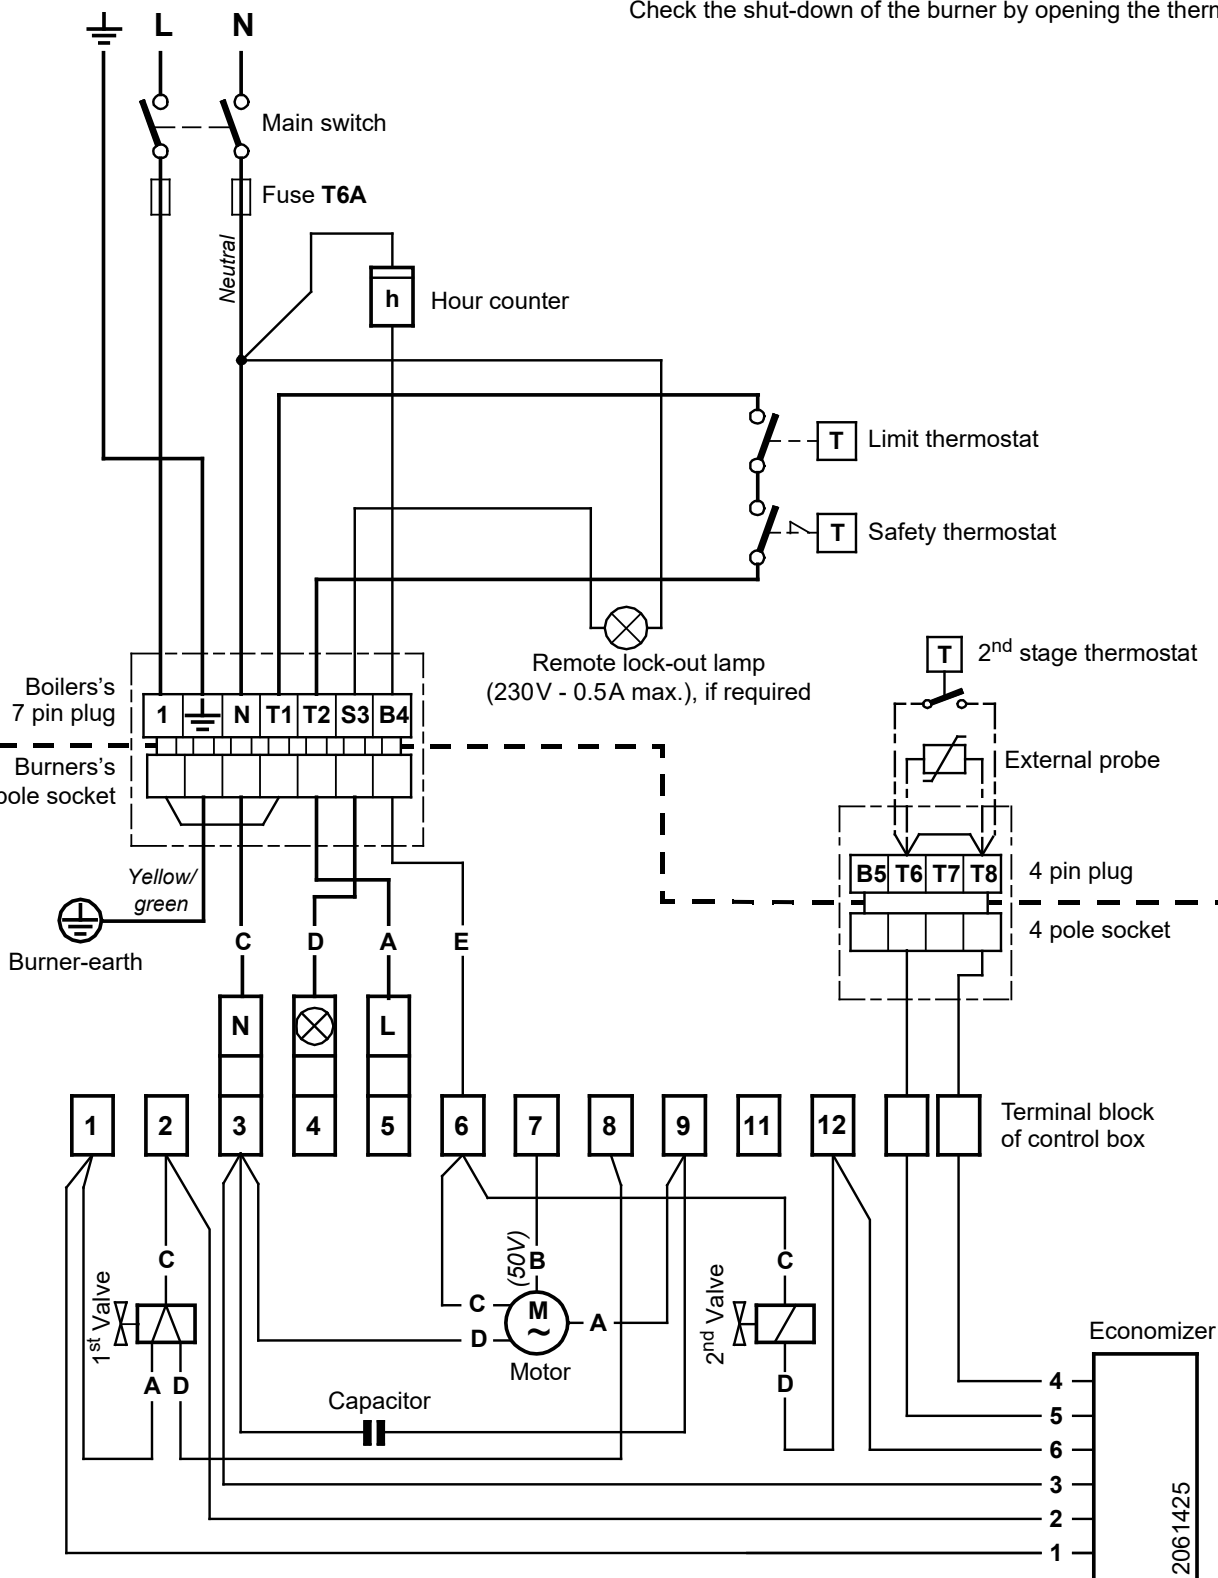 Check the shut-down of the burner by opening the
L N
Main switch
Fuse T6A
Neutral
h
Hour counter
T
Limit thermostat
T
Safety thermostat
Remote lock-out lamp
(230V - 0.5A max.), if required
T
2nd stage thermostat
External probe
Boilers's
7 pin plug
1 N T1 T2 S3 B4
Burners's
pole socket
Yellow/
green
Burner-earth
B5 T6 T7 T8
4 pin plug
4 pole socket
C D A E
N L
1 2 3 4 5 6 7 8 9 11 12
Terminal block
of control box
C
1st Valve
A D
(50V)
B
C
D
M
~
A
Motor
Capacitor
C
2nd Valve
D
Economizer
4
5
6
3
2
1
2061425